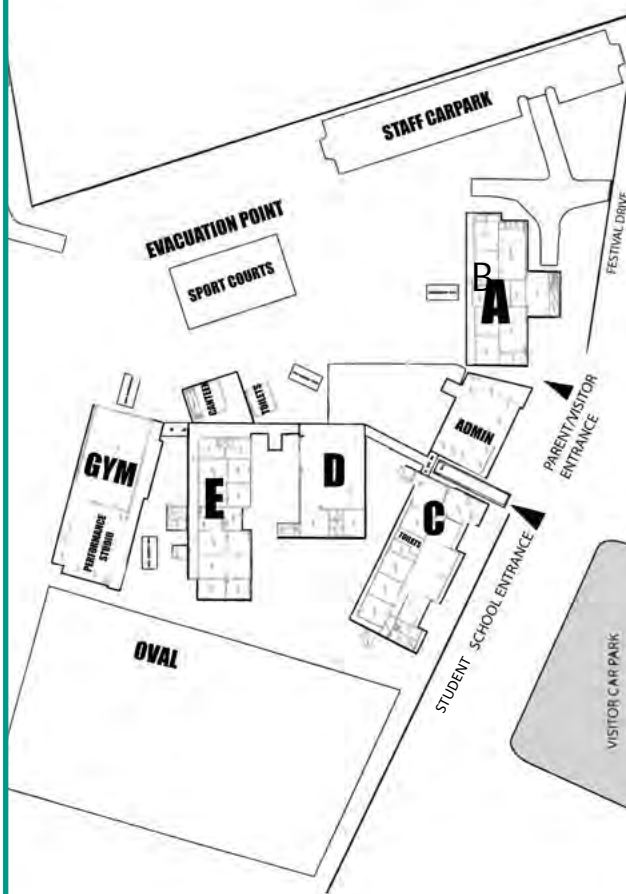 STAFF CARPARK
FESTIVAL DRIVE
EVACUATION POINT
SPORT COURTS
B
A
CANTEEN
TOILETS
ADMIN
PARENT/VISITOR
ENTRANCE
GYM
PERFORMANCE
STUDIO
E
D
C
TOILETS
STUDENT SCHOOL ENTRANCE
OVAL
VISITOR CAR PARK